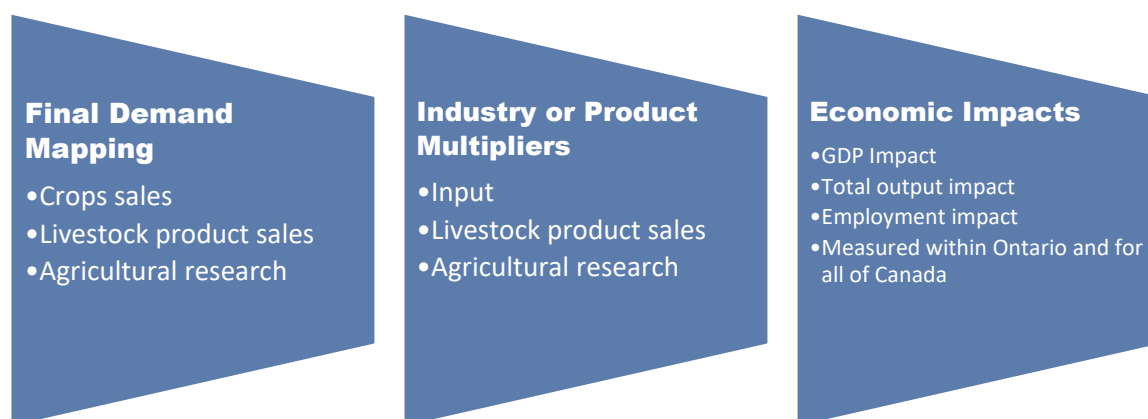 Final Demand
Mapping
•Crops sales
•Livestock product sales
•Agricultural research
Industry or Product
Multipliers
•Input
•Livestock product sales
•Agricultural research
Economic Impacts
•GDP Impact
•Total output impact
•Employment impact
•Measured within Ontario and for
all of Canada